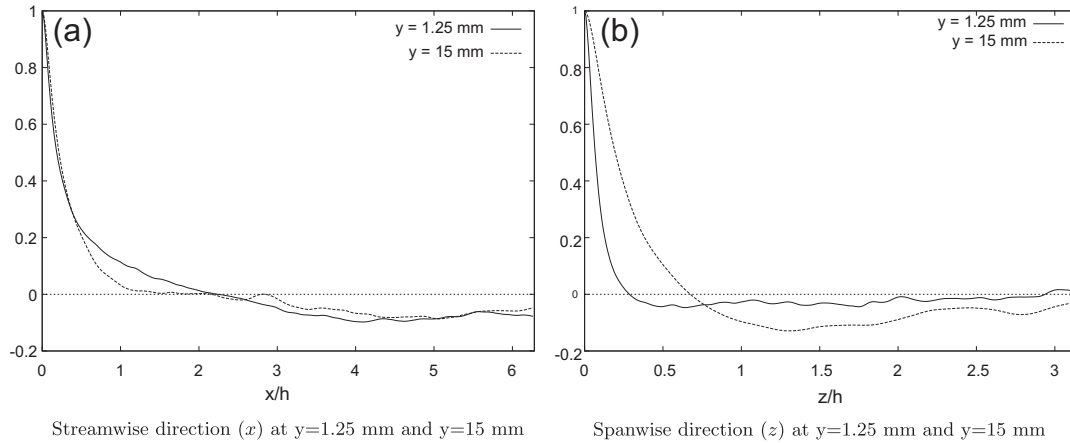 (a)
y = 1.25 mm
y = 15 mm
1
0.8
0.6
0.4
0.2
0
-0.2
0 1 2 3 4 5 6
x/h
Streamwise direction (x) at y=1.25 mm and y=15 mm
(b)
y = 1.25 mm
y = 15 mm
1
0.8
0.6
0.4
0.2
0
-0.2
0 0.5 1 1.5 2 2.5 3
z/h
Spanwise direction (z) at y=1.25 mm and y=15 mm